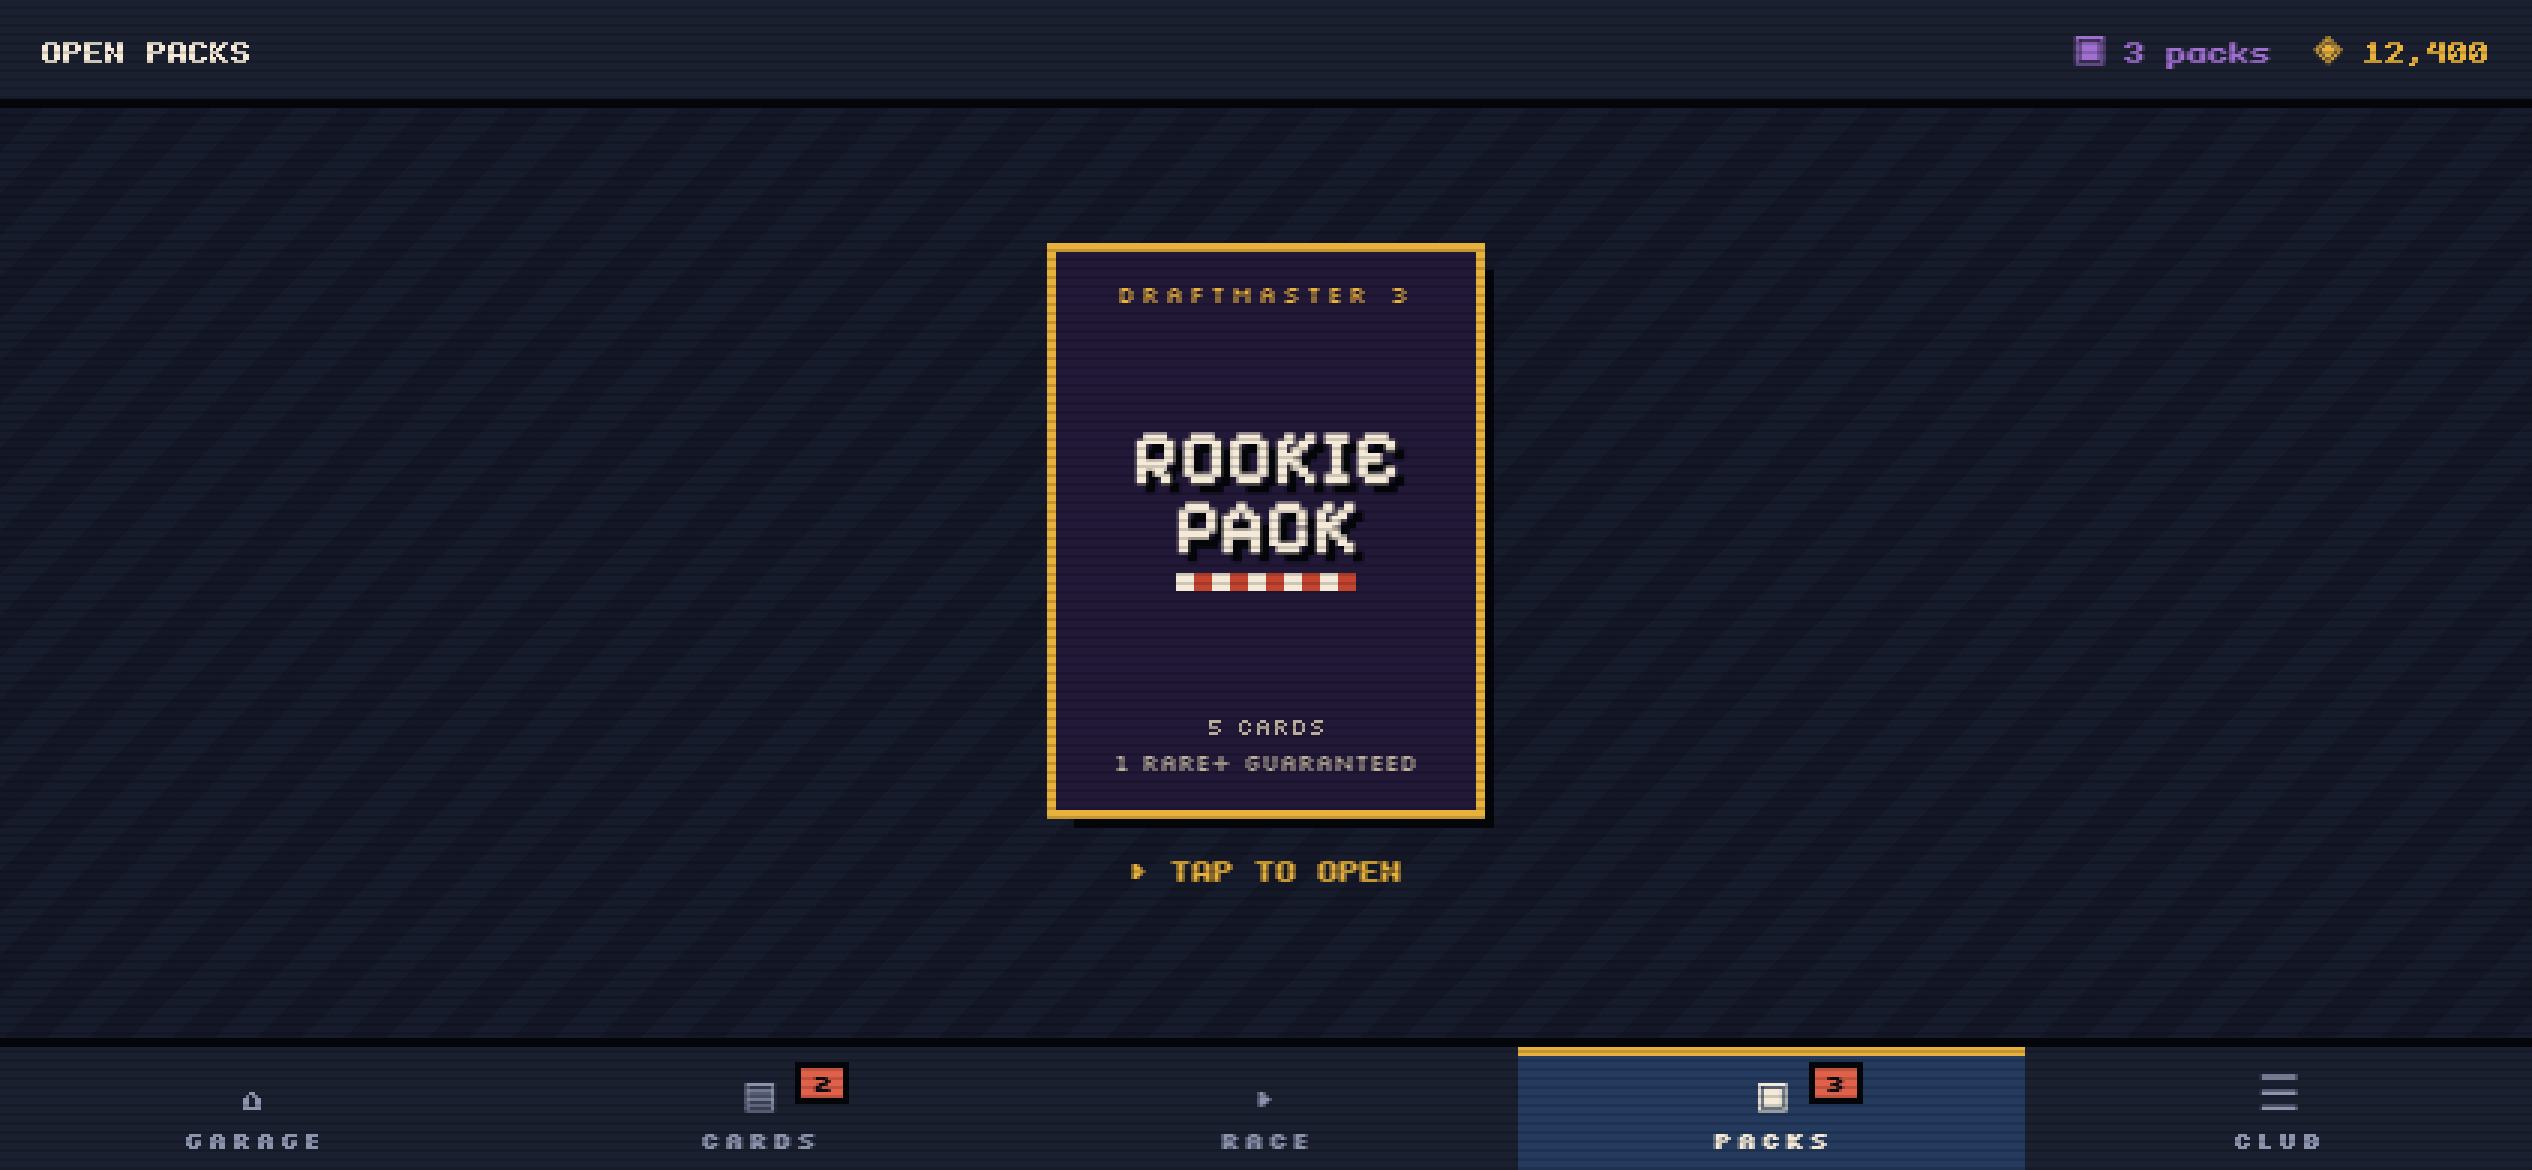 OPEN PACKS
3 packs
12,400
DRAFTMASTER 3
ROOKIE
PACK
5 CARDS
1 RARE+ GUARANTEED
TAP TO OPEN
2
3
GARAGE
CARDS
RACE
PACKS
CLUB